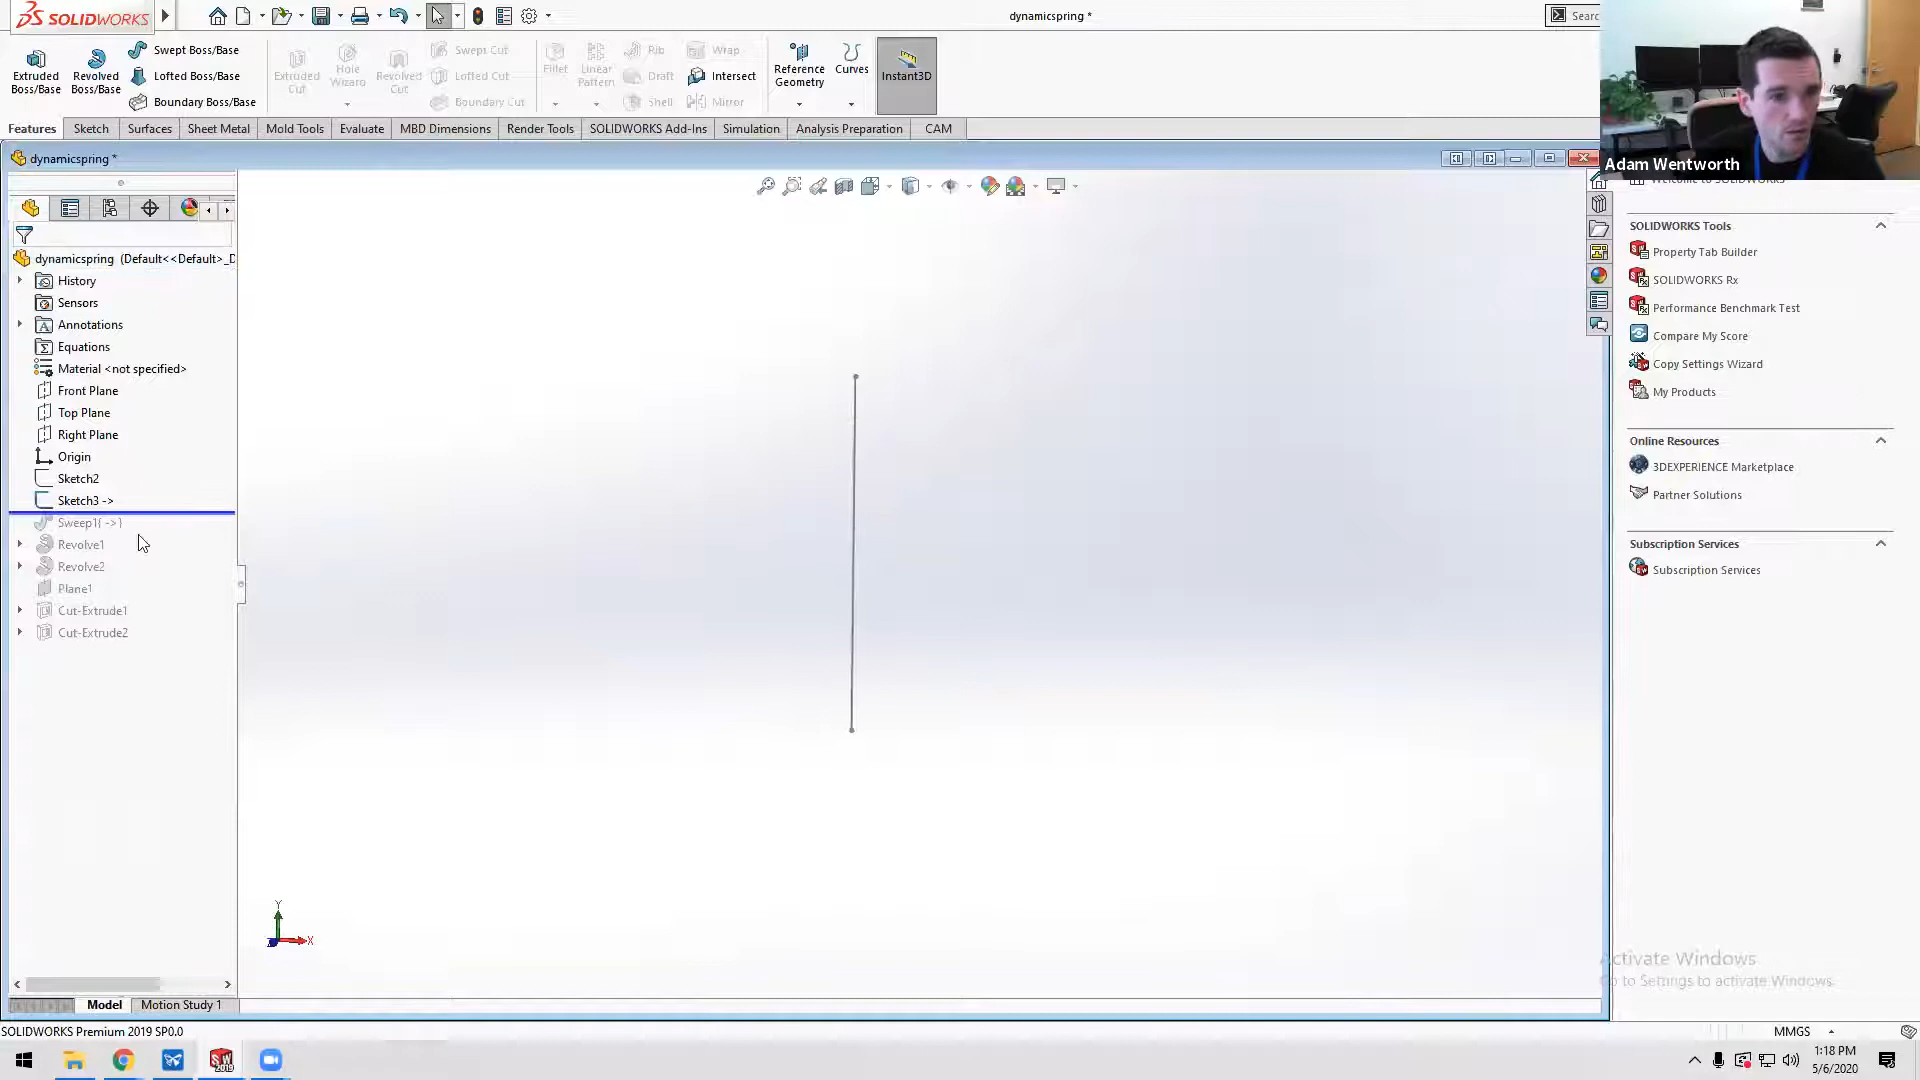 SOLIDWORKS
dynamicspring *
Searc
Extruded Boss/Base
Revolved Boss/Base
Swept Boss/Base
Lofted Boss/Base
Boundary Boss/Base
Extruded Cut
Hole Wizard
Revolved Cut
Swept Cut
Lofted Cut
Boundary Cut
Fillet
Linear Pattern
Rib
Draft
Shell
Wrap
Intersect
Mirror
Reference Geometry
Curves
Instant3D
Features
Sketch
Surfaces
Sheet Metal
Mold Tools
Evaluate
MBD Dimensions
Render Tools
SOLIDWORKS Add-Ins
Simulation
Analysis Preparation
CAM
Adam Wentworth
dynamicspring *
Welcome to SOLIDWORKS
dynamicspring (Default<<Default>_D
History
Sensors
Annotations
Equations
Material <not specified>
Front Plane
Top Plane
Right Plane
Origin
Sketch2
Sketch3 ->
Sweep1{ ->}
Revolve1
Revolve2
Plane1
Cut-Extrude1
Cut-Extrude2
Y
X
SOLIDWORKS Tools
Property Tab Builder
SOLIDWORKS Rx
Performance Benchmark Test
Compare My Score
Copy Settings Wizard
My Products
Online Resources
3DEXPERIENCE Marketplace
Partner Solutions
Subscription Services
Subscription Services
Activate Windows
Go to Settings to activate Windows.
Model
Motion Study 1
SOLIDWORKS Premium 2019 SP0.0
MMGS
SW
2019
1:18 PM
5/6/2020